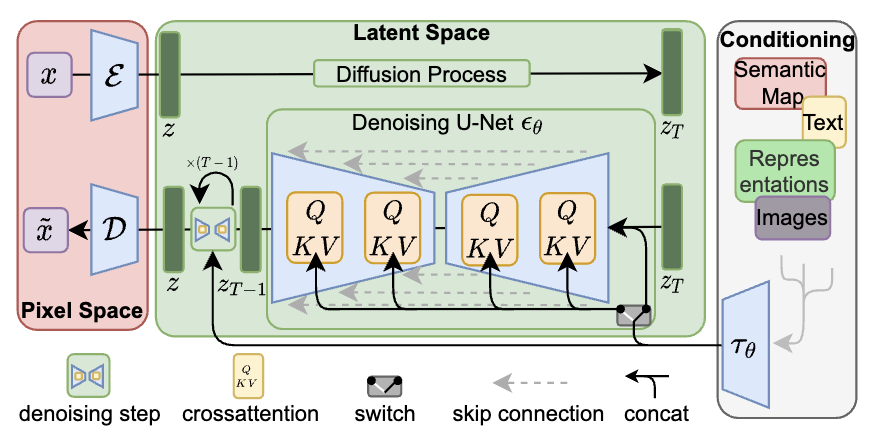 Latent Space
Conditioning
x
ℰ
z
Diffusion Process
z_T
Semantic
Map
Text
Repres
entations
Images
Denoising U-Net ϵ_θ
×(T−1)
x̃
𝒟
z
z_{T−1}
Q
K V
Q
K V
Q
K V
Q
K V
z_T
Pixel Space
τ_θ
Q
K V
denoising step
crossattention
switch
skip connection
concat